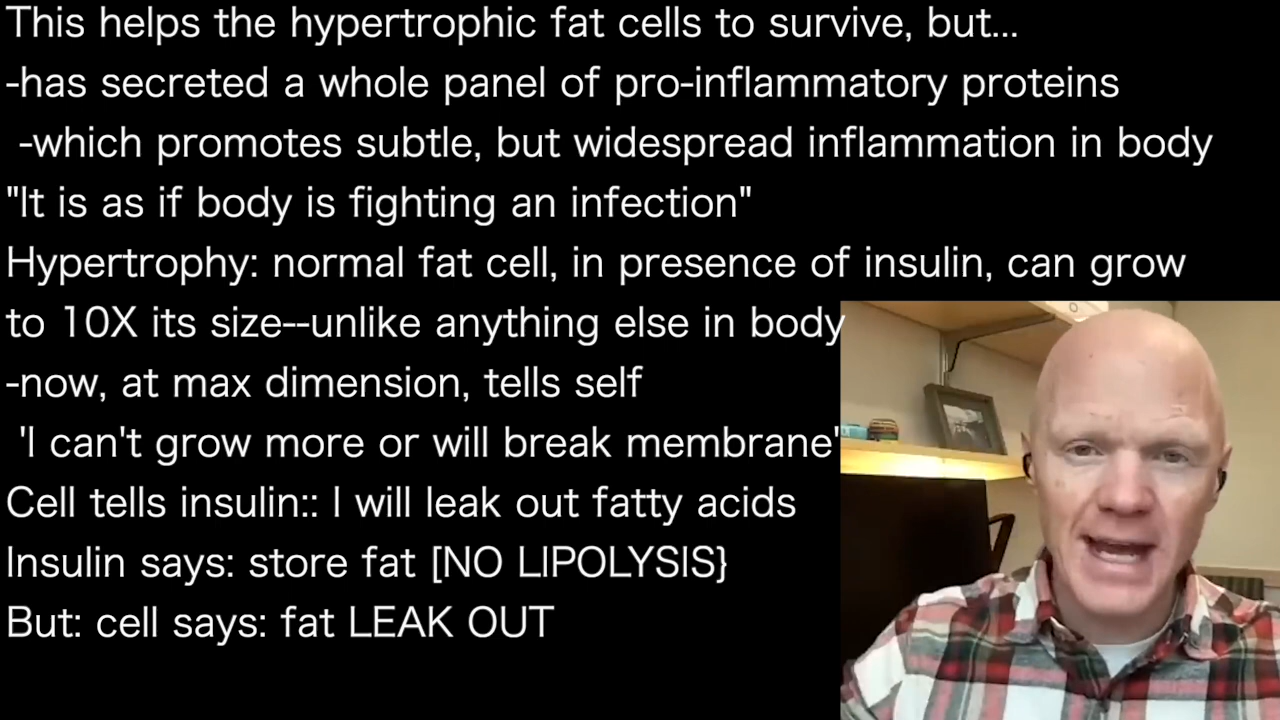 This helps the hypertrophic fat cells to survive, but...
-has secreted a whole panel of pro-inflammatory proteins
-which promotes subtle, but widespread inflammation in body
"It is as if body is fighting an infection"
Hypertrophy: normal fat cell, in presence of insulin, can grow
to 10X its size--unlike anything else in body
-now, at max dimension, tells self
'I can't grow more or will break membrane'
Cell tells insulin:: I will leak out fatty acids
Insulin says: store fat [NO LIPOLYSIS}
But: cell says: fat LEAK OUT